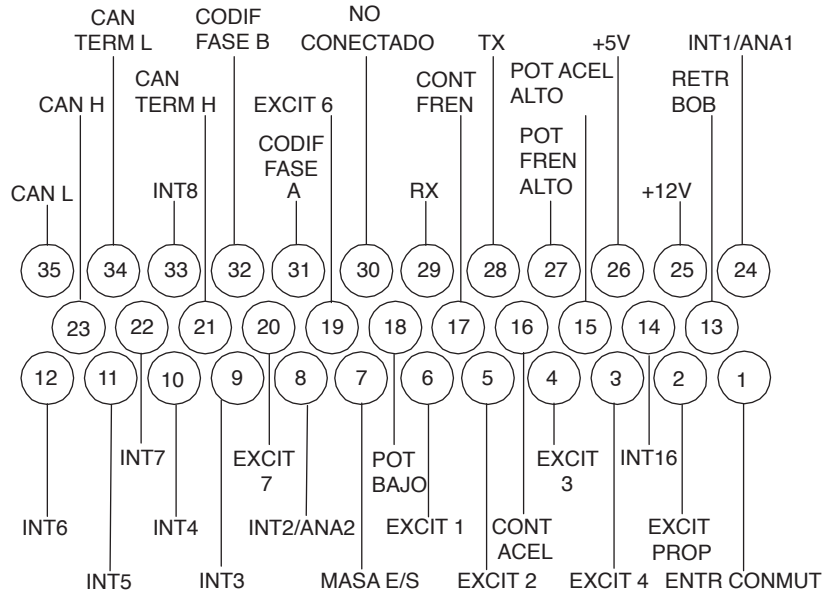 CAN
TERM L
CODIF
FASE B
NO
CONECTADO
TX
+5V
INT1/ANA1
CAN H
CAN
TERM H
EXCIT 6
CONT
FREN
POT ACEL
ALTO
RETR
BOB
CODIF
FASE
A
POT
FREN
ALTO
CAN L
INT8
RX
+12V
35
34
33
32
31
30
29
28
27
26
25
24
23
22
21
20
19
18
17
16
15
14
13
12
11
10
9
8
7
6
5
4
3
2
1
INT7
EXCIT
7
POT
BAJO
EXCIT
3
INT16
INT6
INT4
INT2/ANA2
EXCIT 1
CONT
ACEL
EXCIT
PROP
INT5
INT3
MASA E/S
EXCIT 2
EXCIT 4
ENTR CONMUT